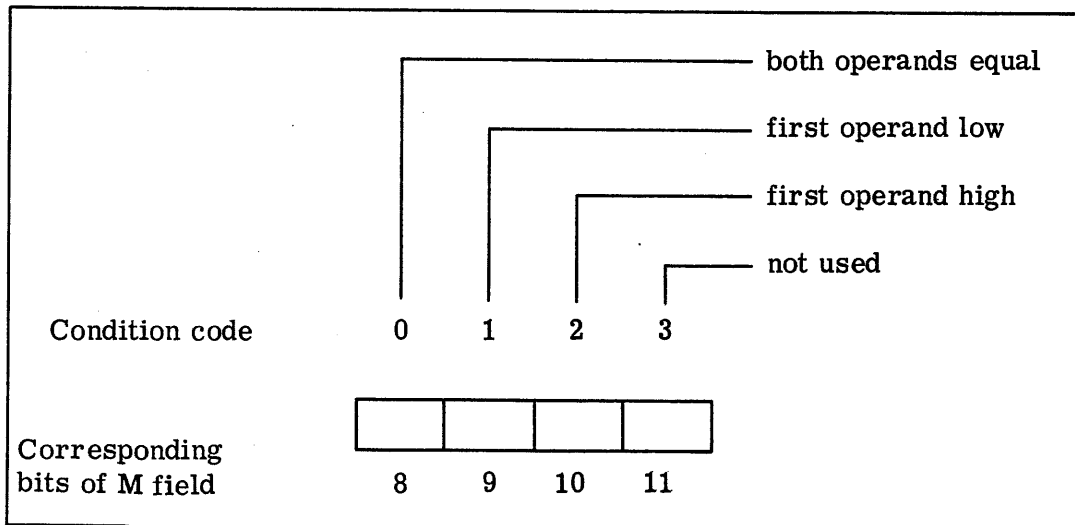 both operands equal
first operand low
first operand high
not used
Condition code 0 1 2 3
Corresponding
bits of M field 8 9 10 11